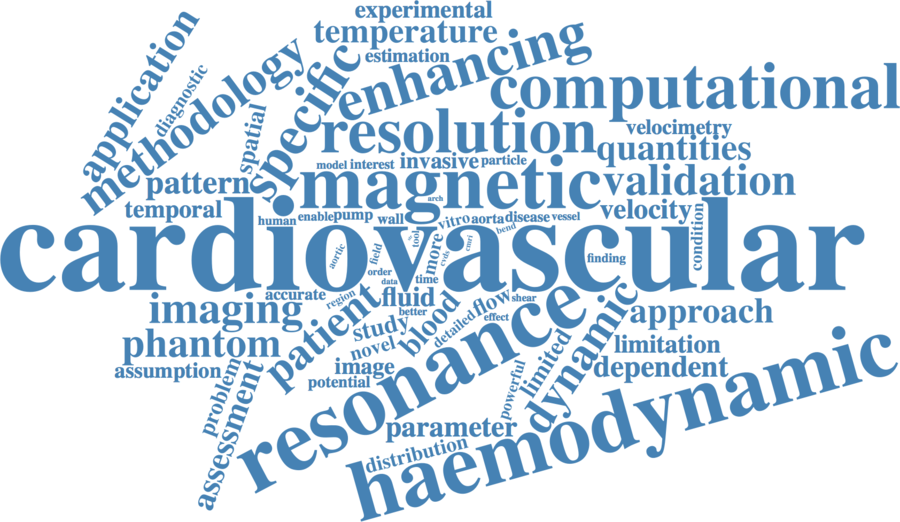 experimental
temperature
estimation
application
diagnostic
methodology
spatial
specific
enhancing
computational
resolution
velocimetry
quantities
model
interest
invasive
particle
pattern
magnetic
validation
arch
temporal
human
enable
pump
wall
vitro
aorta
disease
vessel
velocity
condition
cardiovascular
aortic
field
tool
more
cvds
cmri
bend
finding
order
data
time
imaging
accurate
region
patient
fluid
better
blood
detailed
flow
shear
effect
resonance
dynamic
approach
phantom
study
novel
limitation
assumption
image
potential
limited
dependent
problem
assessment
powerful
parameter
distribution
haemodynamic